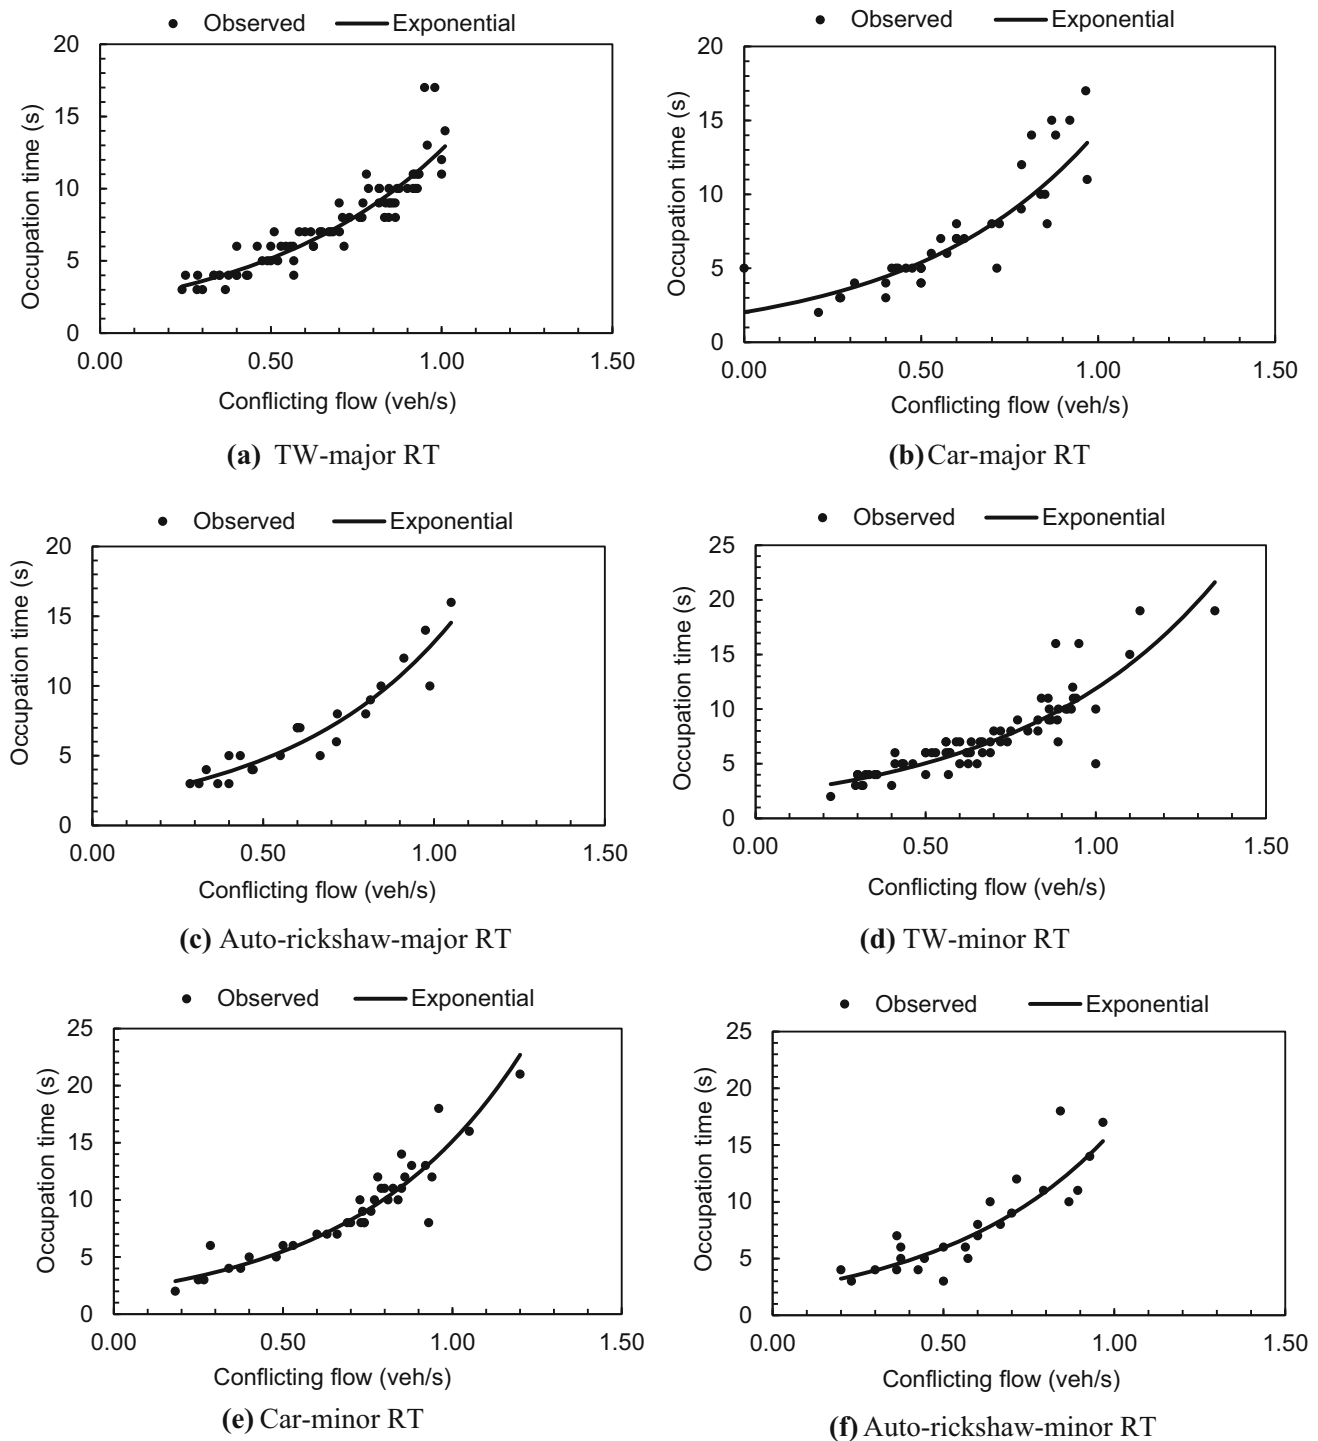 Observed Exponential
20
15
10
5
0
0.00 0.50 1.00 1.50
Occupation time (s)
Conflicting flow (veh/s)
(a) TW-major RT
Observed Exponential
20
15
10
5
0
0.00 0.50 1.00 1.50
Occupation time (s)
Conflicting flow (veh/s)
(b) Car-major RT
Observed Exponential
20
15
10
5
0
0.00 0.50 1.00 1.50
Occupation time (s)
Conflicting flow (veh/s)
(c) Auto-rickshaw-major RT
Observed Exponential
25
20
15
10
5
0
0.00 0.50 1.00 1.50
Occupation time (s)
Conflicting flow (veh/s)
(d) TW-minor RT
Observed Exponential
25
20
15
10
5
0
0.00 0.50 1.00 1.50
Occupation time (s)
Conflicting flow (veh/s)
(e) Car-minor RT
Observed Exponential
25
20
15
10
5
0
0.00 0.50 1.00 1.50
Occupation time (s)
Conflicting flow (veh/s)
(f) Auto-rickshaw-minor RT